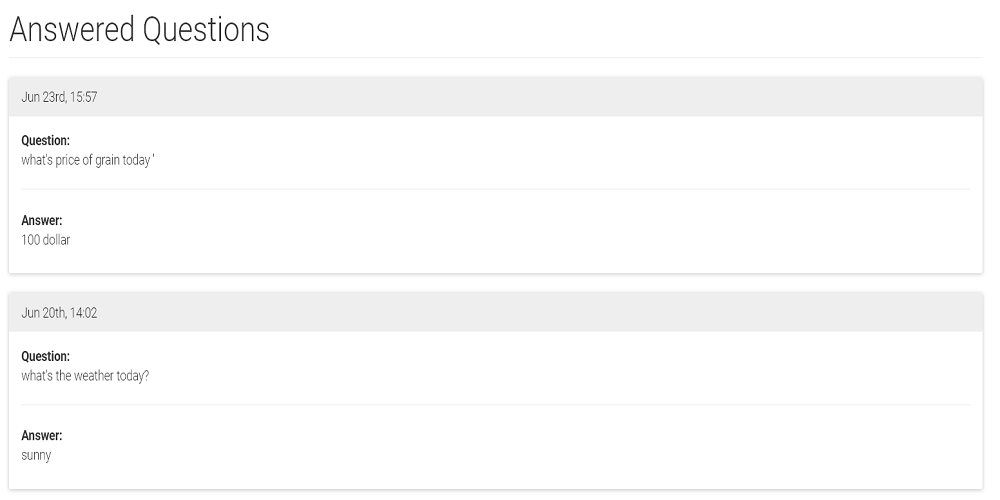 Answered Questions
Jun 23rd, 15:57
Question:
what's price of grain today '
Answer:
100 dollar
Jun 20th, 14:02
Question:
what's the weather today?
Answer:
sunny